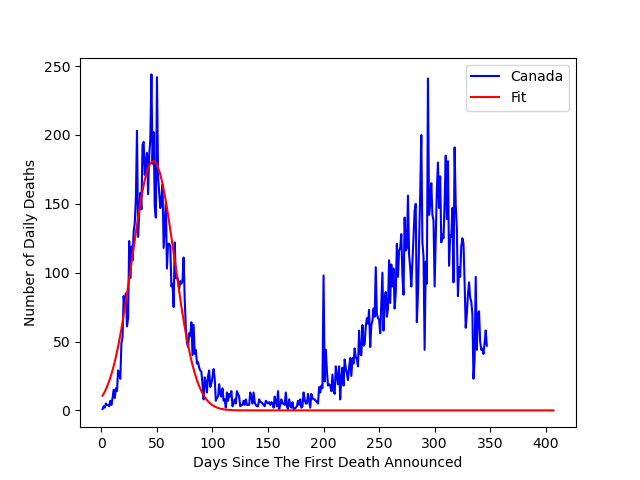 250
200
150
100
50
0
Number of Daily Deaths
Canada
Fit
0 50 100 150 200 250 300 350 400
Days Since The First Death Announced